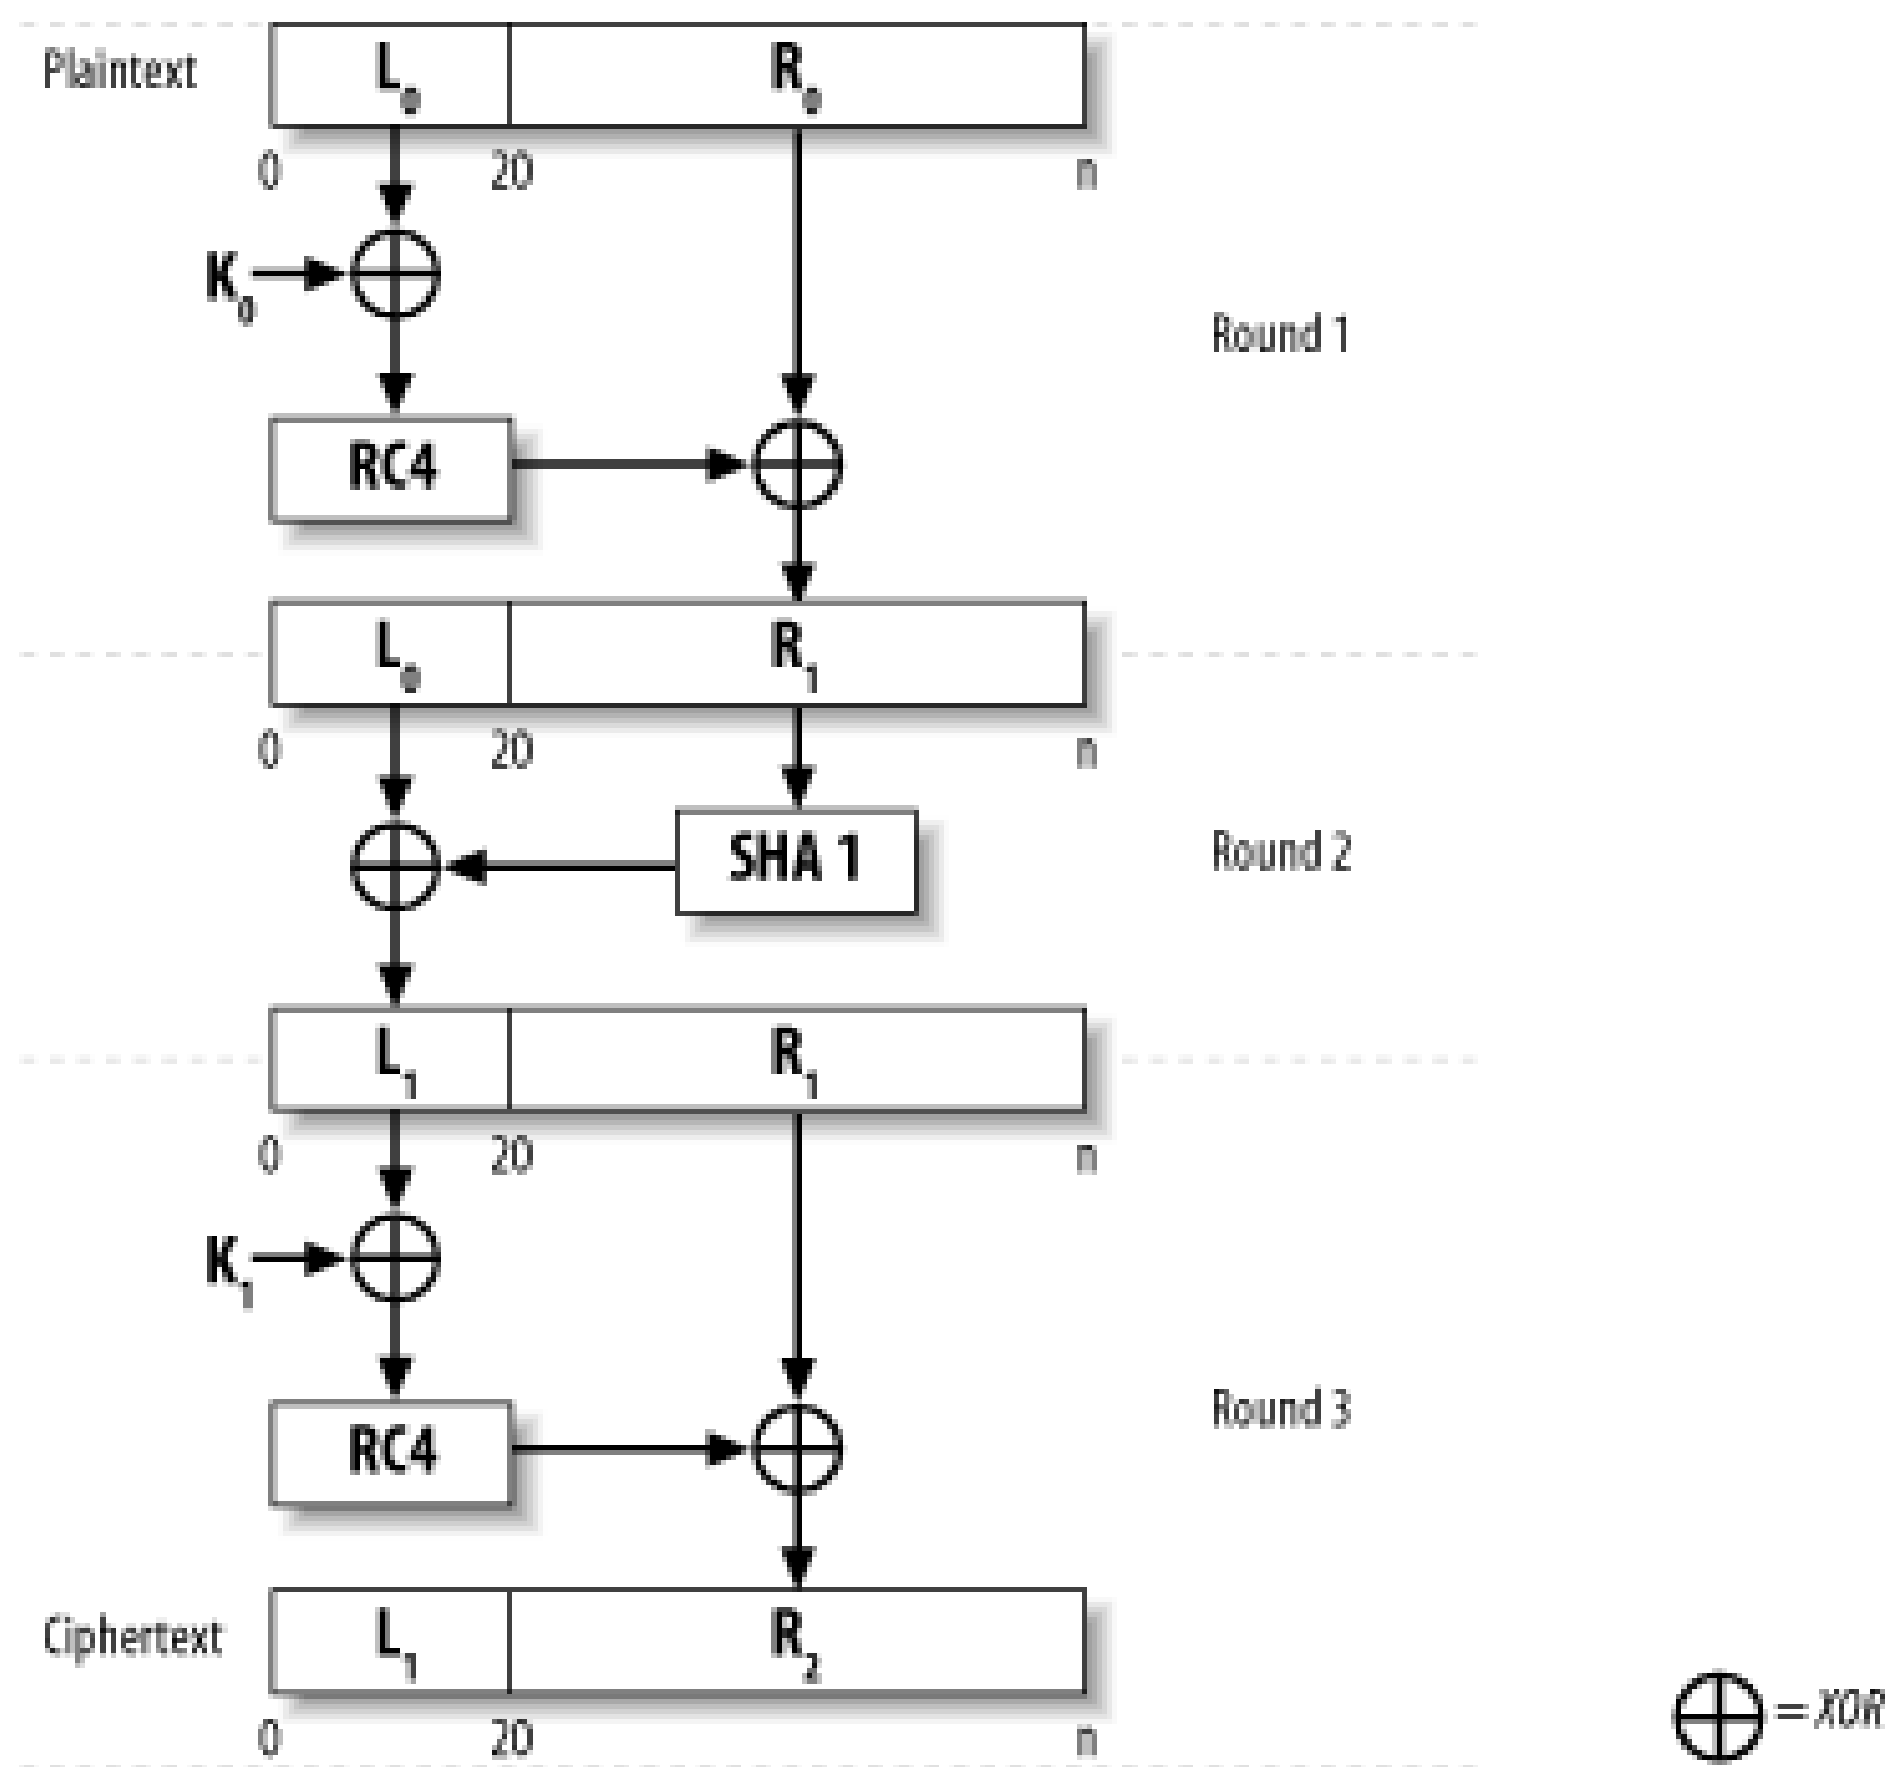 Plaintext L₀ R₀
0 20 n
K₀
Round 1
RC4
L₀ R₁
0 20 n
SHA 1 Round 2
L₁ R₁
0 20 n
K₁
Round 3
RC4
Ciphertext L₁ R₂
= XOR
0 20 n